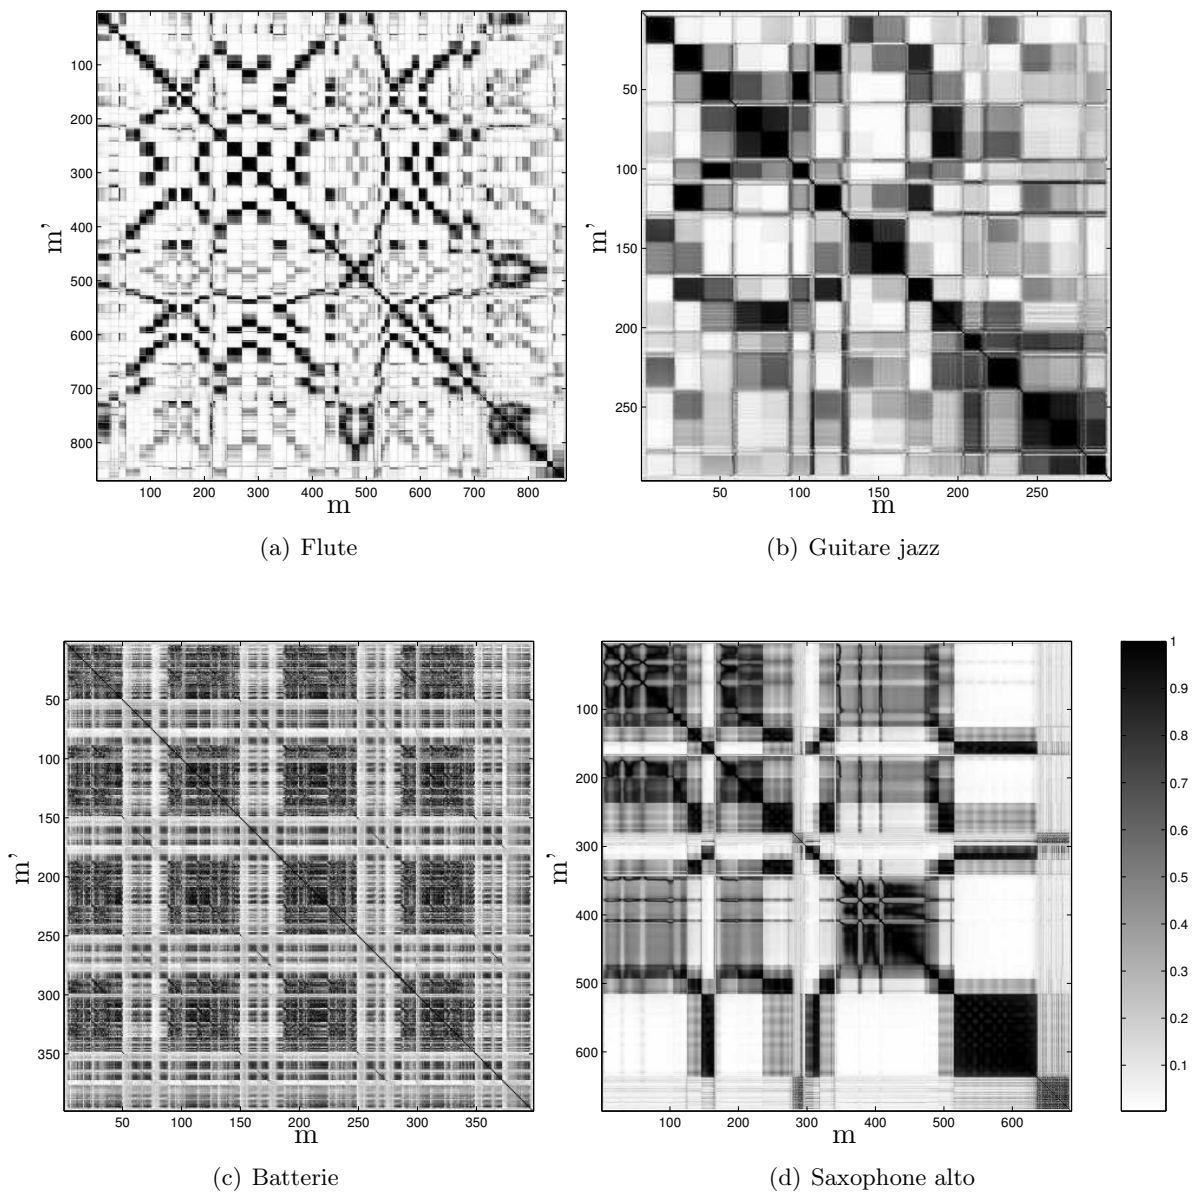 100
200
300
400
500
600
700
800
m'
100 200 300 400 500 600 700 800
m
(a) Flute
50
100
150
200
250
m'
50 100 150 200 250
m
(b) Guitare jazz
50
100
150
200
250
300
350
m'
50 100 150 200 250 300 350
m
(c) Batterie
100
200
300
400
500
600
m'
100 200 300 400 500 600
m
(d) Saxophone alto
1
0.9
0.8
0.7
0.6
0.5
0.4
0.3
0.2
0.1